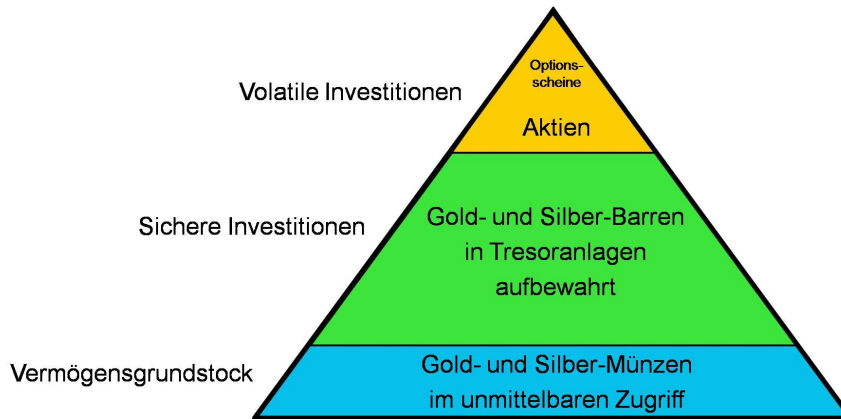 Options-
scheine
Volatile Investitionen
Aktien
Sichere Investitionen
Gold- und Silber-Barren
in Tresoranlagen
aufbewahrt
Vermögensgrundstock
Gold- und Silber-Münzen
im unmittelbaren Zugriff